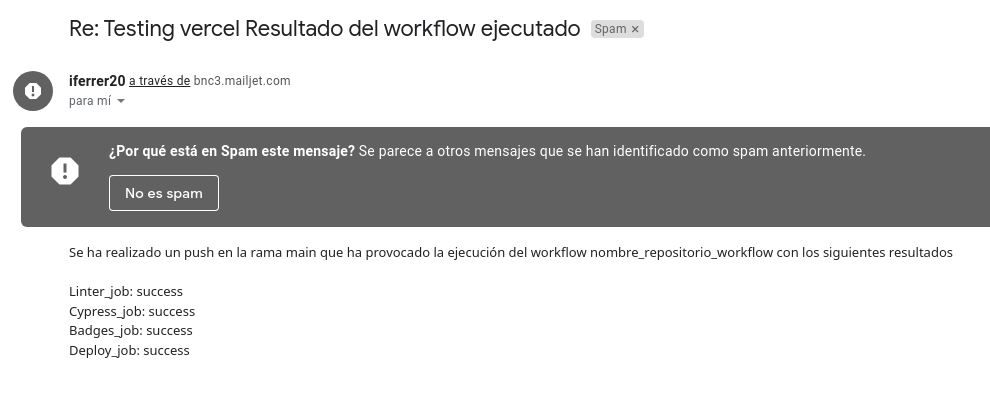 Re: Testing vercel Resultado del workflow ejecutado Spam ×
iferrer20 a través de bnc3.mailjet.com
para mí
¿Por qué está en Spam este mensaje? Se parece a otros mensajes que se han identificado como spam anteriormente.
No es spam
Se ha realizado un push en la rama main que ha provocado la ejecución del workflow nombre_repositorio_workflow con los siguientes resultados
Linter_job: success
Cypress_job: success
Badges_job: success
Deploy_job: success